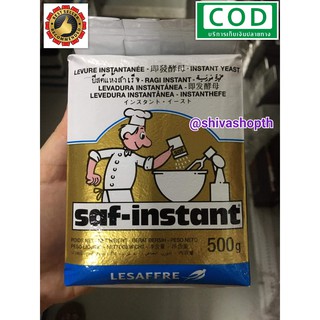 COD
บริการเก็บเงินปลายทาง
LEVURE INSTANTANÉE - 即發酵母 - INSTANT YEAST
ยีสต์แห้งสำเร็จ - RAGI INSTANT - خميرة فورية
LEVADURA INSTANTÁNEA - 即发酵母
LEVEDURA INSTANTÂNEA - INSTANTHEFE
インスタント・イースト
@shivashopth
saf-instant
500g
LESAFFRE